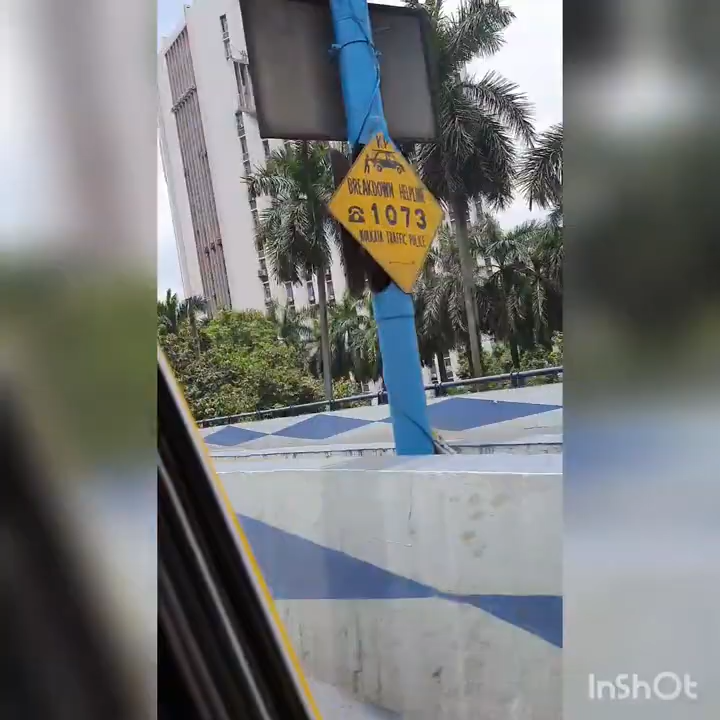 K.P
BREAKDOWN HELPLINE
☎ 1073
KOLKATA TRAFFIC POLICE
InShOt